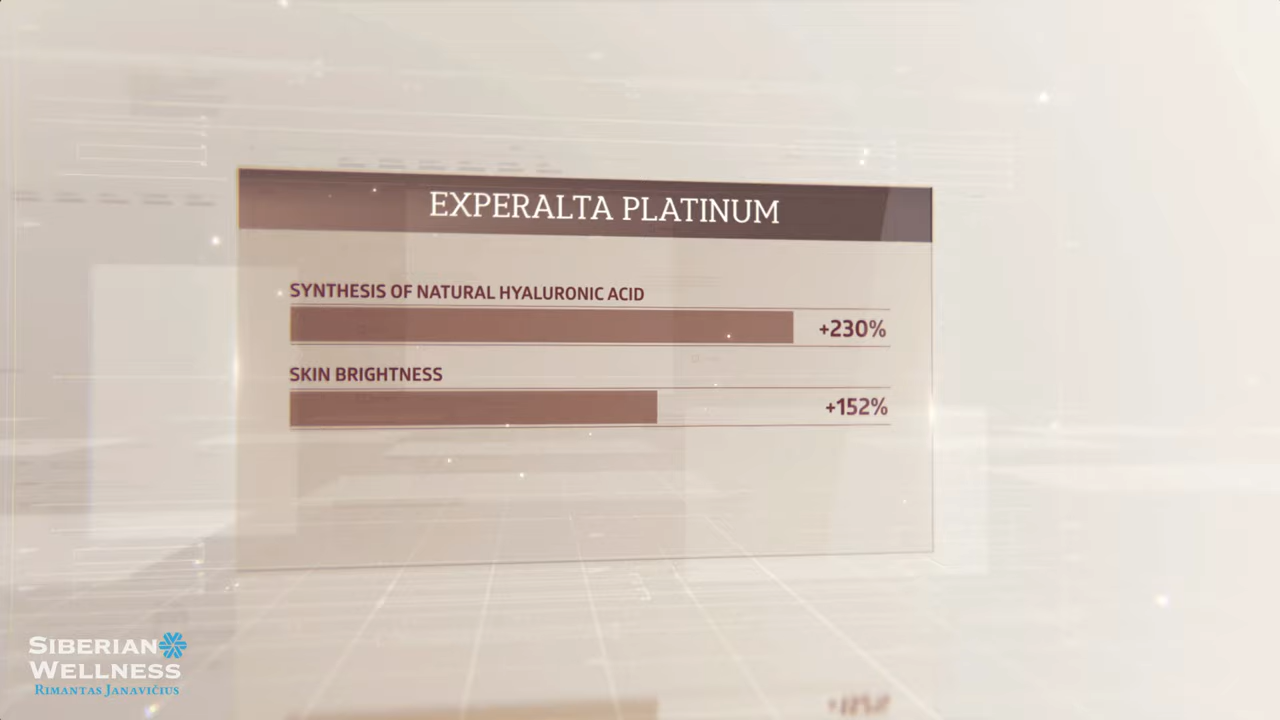 EXPERALTA PLATINUM
SYNTHESIS OF NATURAL HYALURONIC ACID
+230%
SKIN BRIGHTNESS
+152%
SIBERIAN
WELLNESS
RIMANTAS JANAVIČIUS